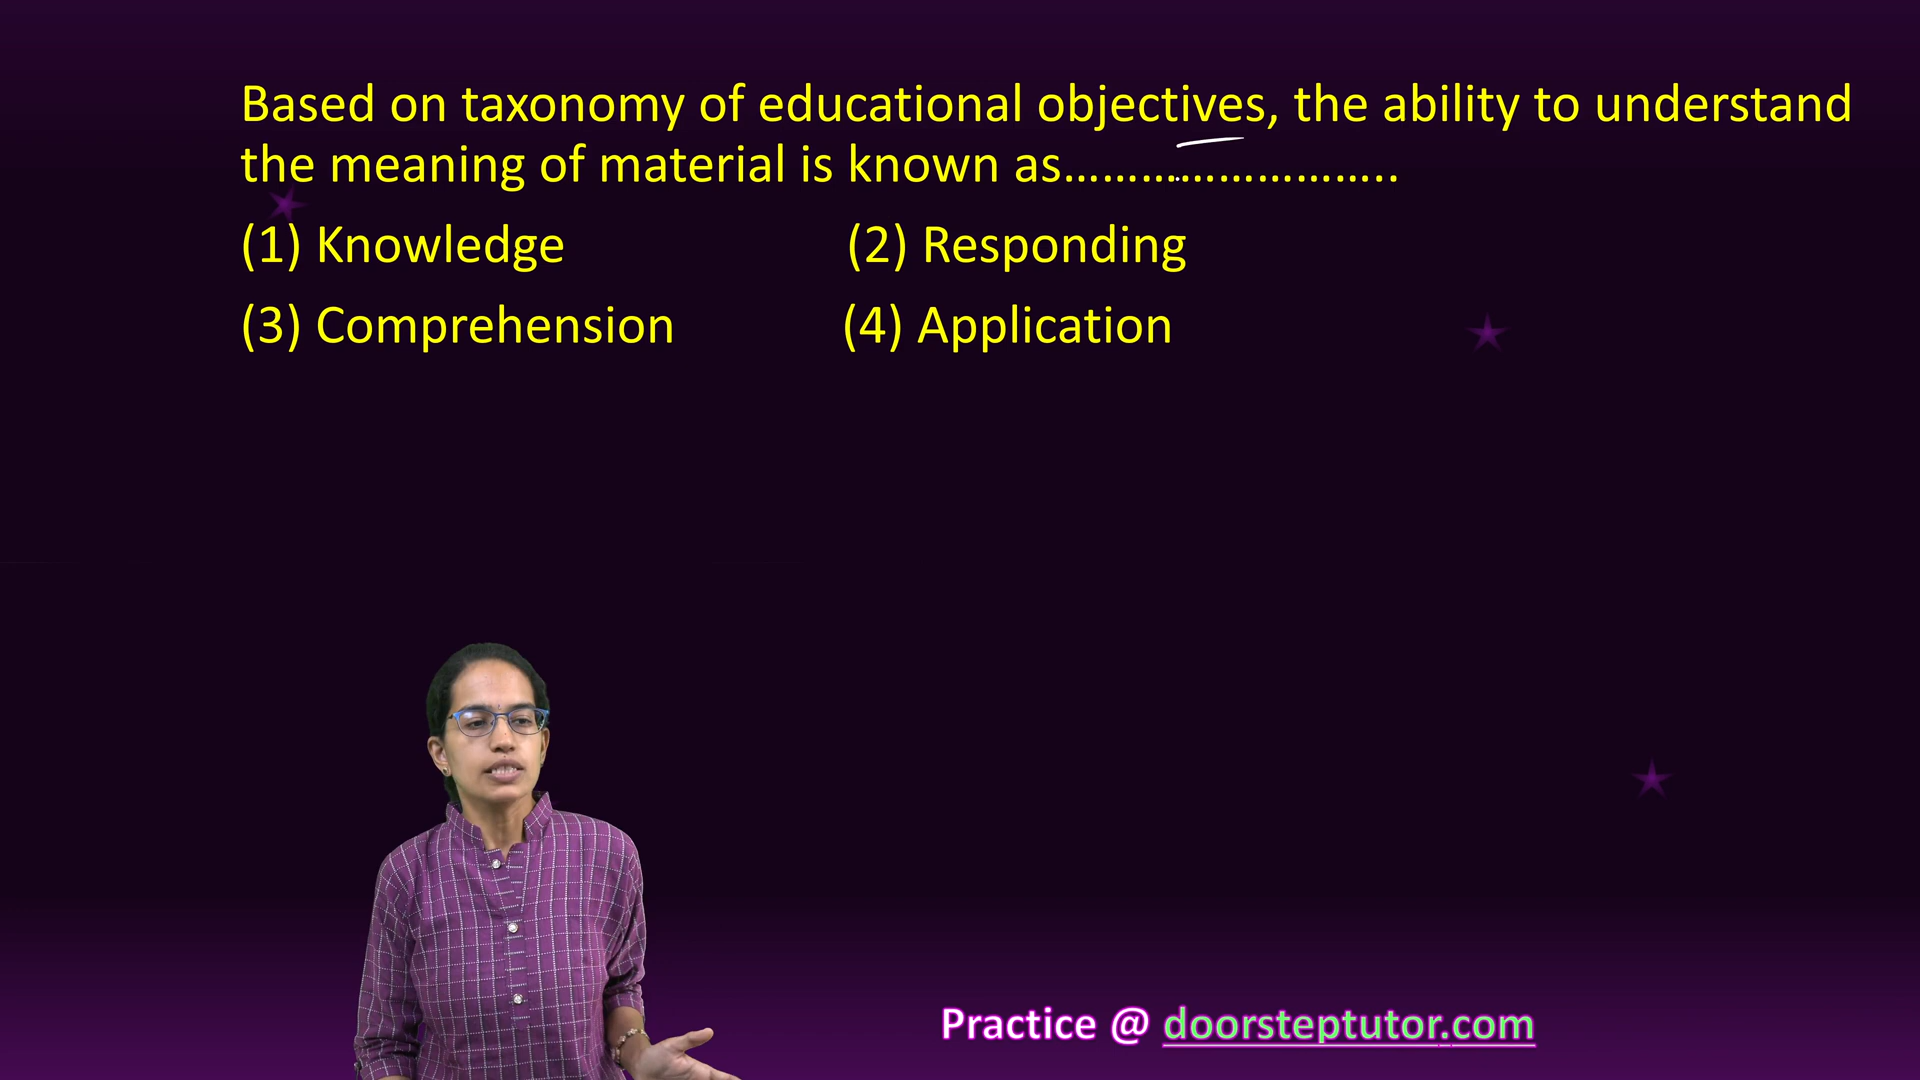 Based on taxonomy of educational objectives, the ability to understand
the meaning of material is known as…………………….. 
(1) Knowledge (2) Responding
(3) Comprehension (4) Application
Practice @ doorsteptutor.com